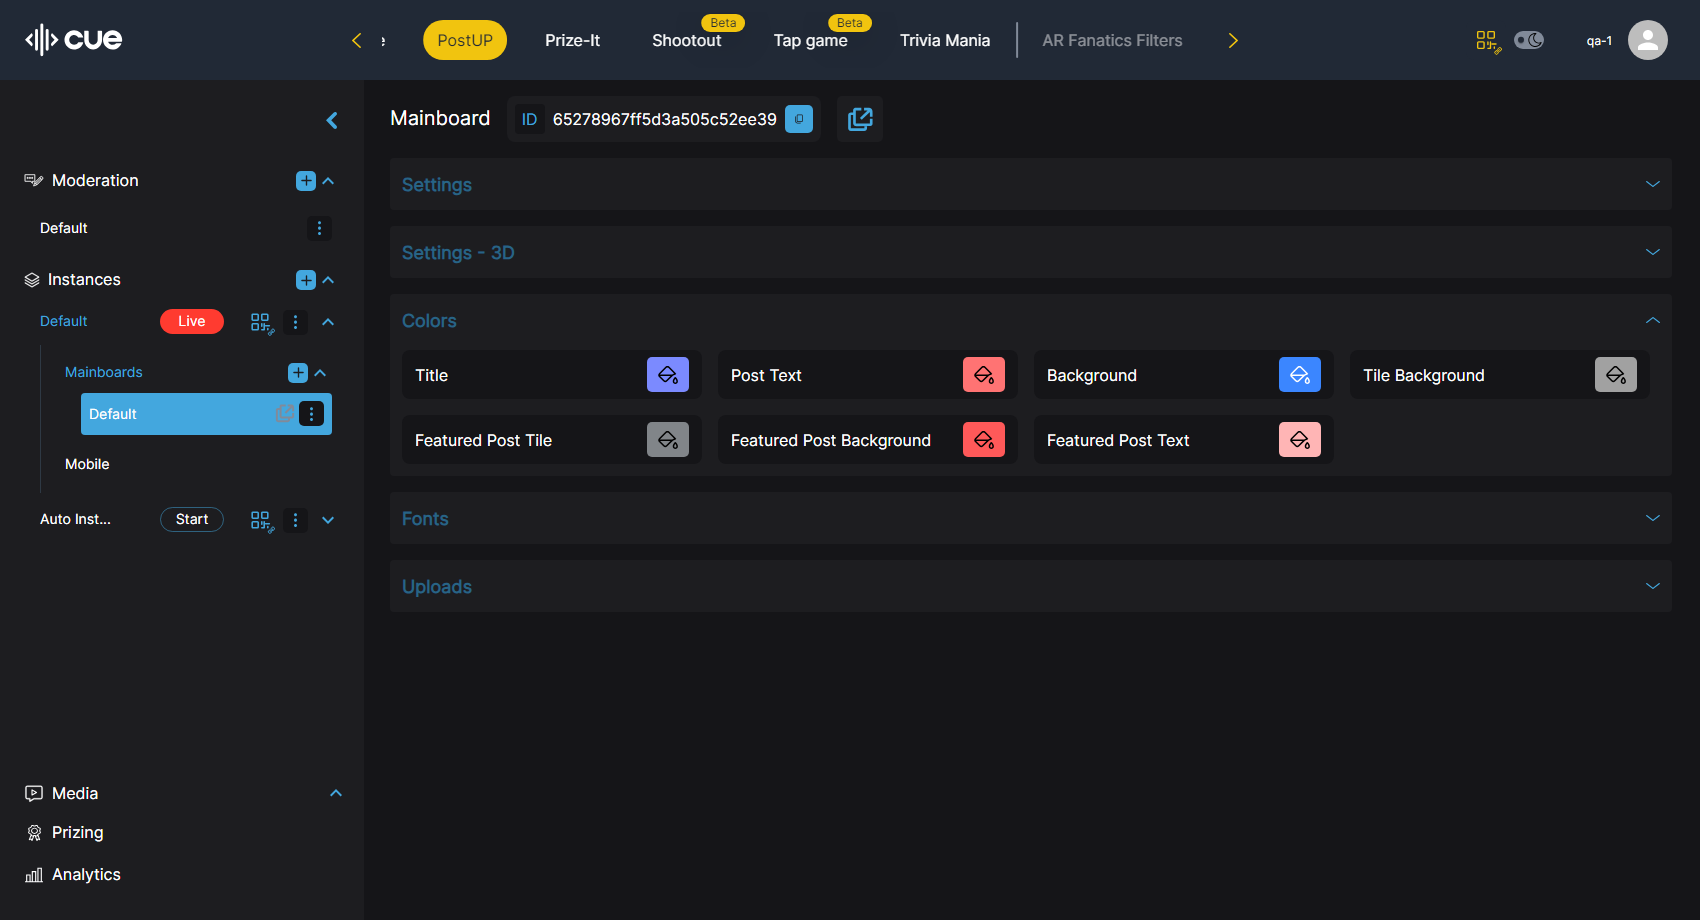 cue
PostUP
Prize-It
Shootout
Beta
Tap game
Beta
Trivia Mania
AR Fanatics Filters
qa-1
Moderation
Default
Instances
Default
Live
Mainboards
Default
Mobile
Auto Inst...
Start
Media
Prizing
Analytics
Mainboard
ID 65278967ff5d3a505c52ee39
Settings
Settings - 3D
Colors
Title
Post Text
Background
Tile Background
Featured Post Tile
Featured Post Background
Featured Post Text
Fonts
Uploads